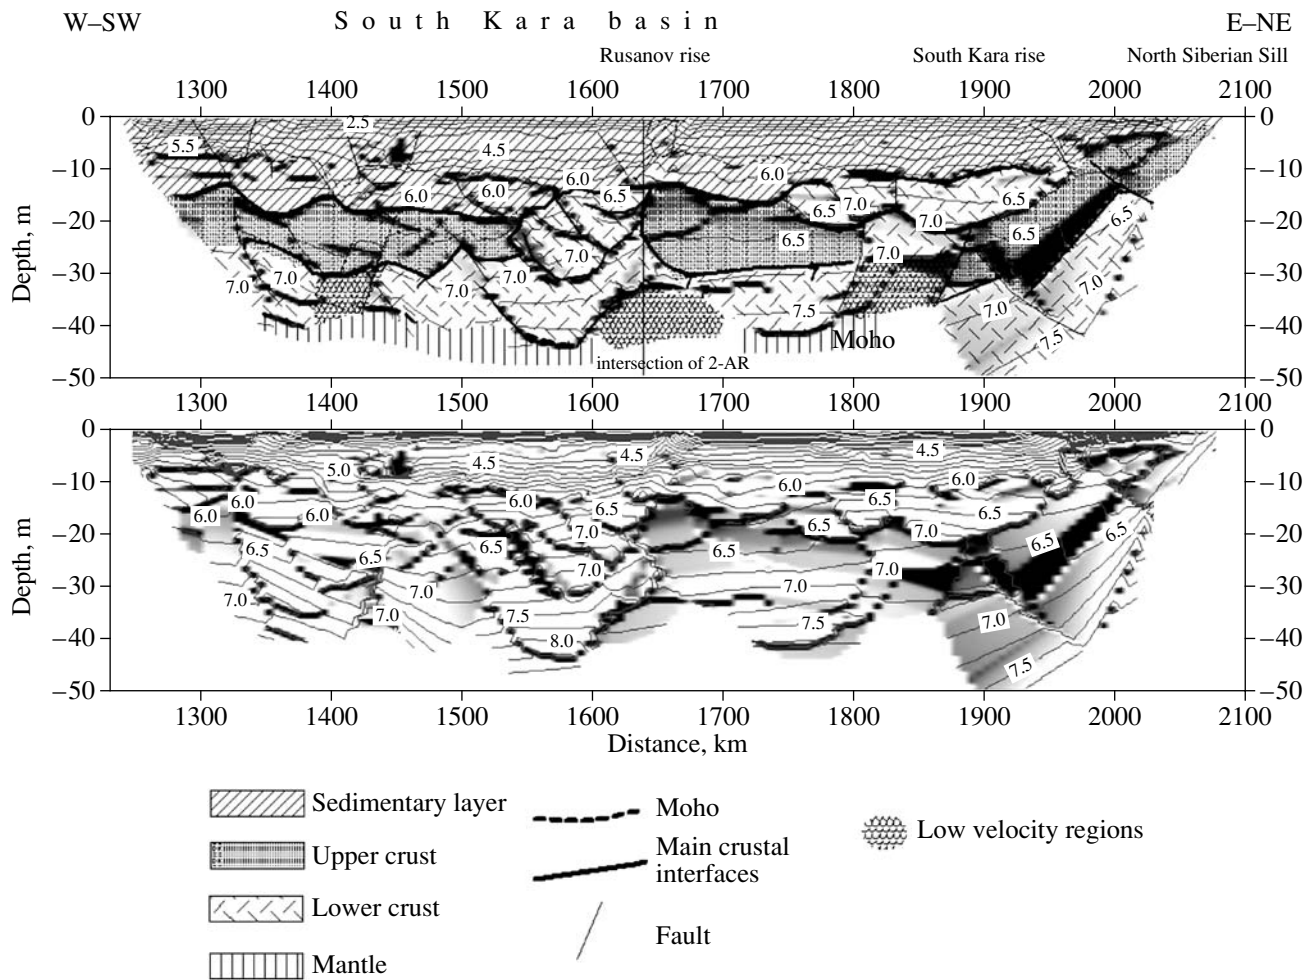 W–SW South Kara basin E–NE
Rusanov rise South Kara rise North Siberian Sill
1300 1400 1500 1600 1700 1800 1900 2000 2100
0 0
2.5
5.5 4.5
–10 –10
6.0 6.0 6.0 6.0 6.5 6.0
–20 –20
6.5 7.0 7.0 6.5 6.5
7.0 6.5 7.0 6.5
–30 –30
7.0 7.0 7.0 7.5 7.0 7.0
–40 –40
Moho 7.5
intersection of 2-AR
–50 –50
Depth, m
1300 1400 1500 1600 1700 1800 1900 2000 2100
0 0
5.0 4.5 4.5 4.5
–10 –10
6.0 6.0 6.0 6.0 6.5 6.0 6.5 6.0 6.5
–20 –20
6.5 6.5 6.5 7.0 6.5 6.5 7.0 6.5 6.5
–30 –30
7.0 7.0 7.0 7.0 7.0 7.0
–40 –40
7.0 7.5 8.0 7.5 7.0
7.5
–50 –50
Depth, m
1300 1400 1500 1600 1700 1800 1900 2000 2100
Distance, km
Sedimentary layer
Upper crust
Lower crust
Mantle
Moho
Main crustal
interfaces
Fault
Low velocity regions